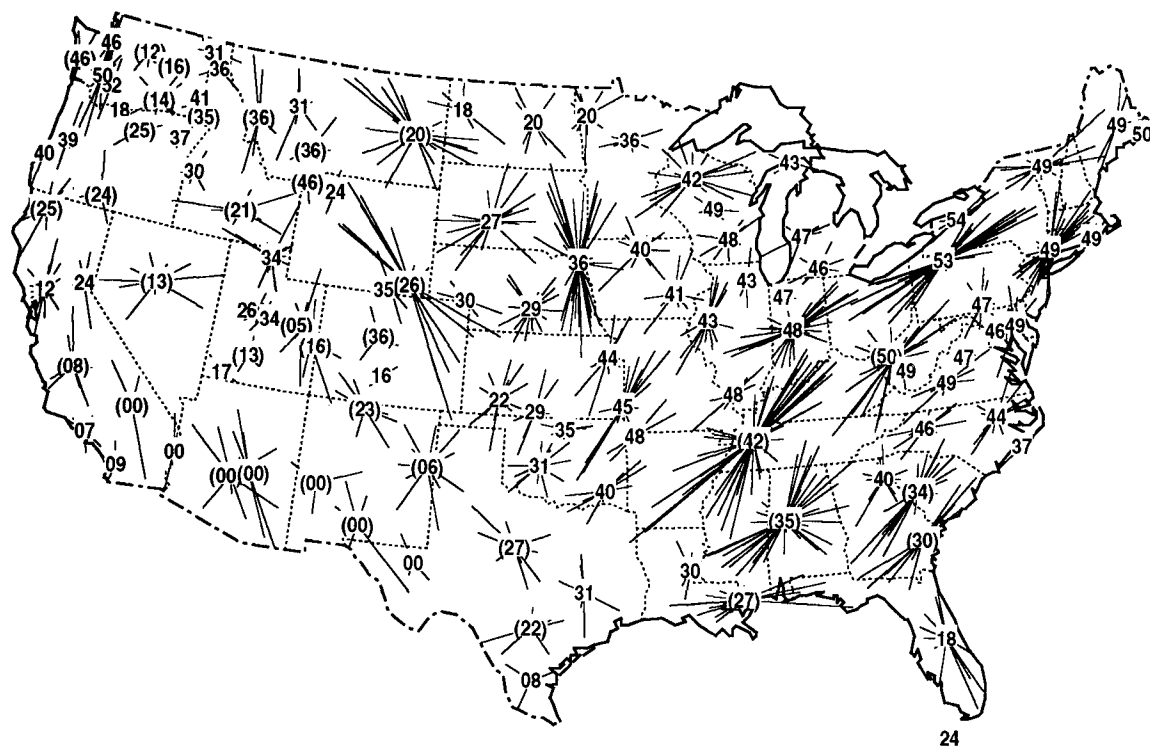 46 (12) 31
(46) (16) 36
50 32 (14) 41 31 (20) 18 20 20 49 50
18 (35) (36)
39 (25) 37 (36) 36
40 30 43 49
(24) (46) 24 42
(25) (21) 27 49 54
34 40 48 47 49 49
12 24 (13) 35 (26) 36 43 46 53
26 34 (05) 30 29 41 47 47
(16) (36) 43 48 46 49
(08) (13) 17 16 44 (50) 49 47
(00) (23) 22 29 45 48 49
07 00 35 48 (42) 46 44 37
09 (00) (00) (00) (06) 31 40 40 (34)
(00) (27) (35) (30)
00 31 30
(22) (27) 18
08
24